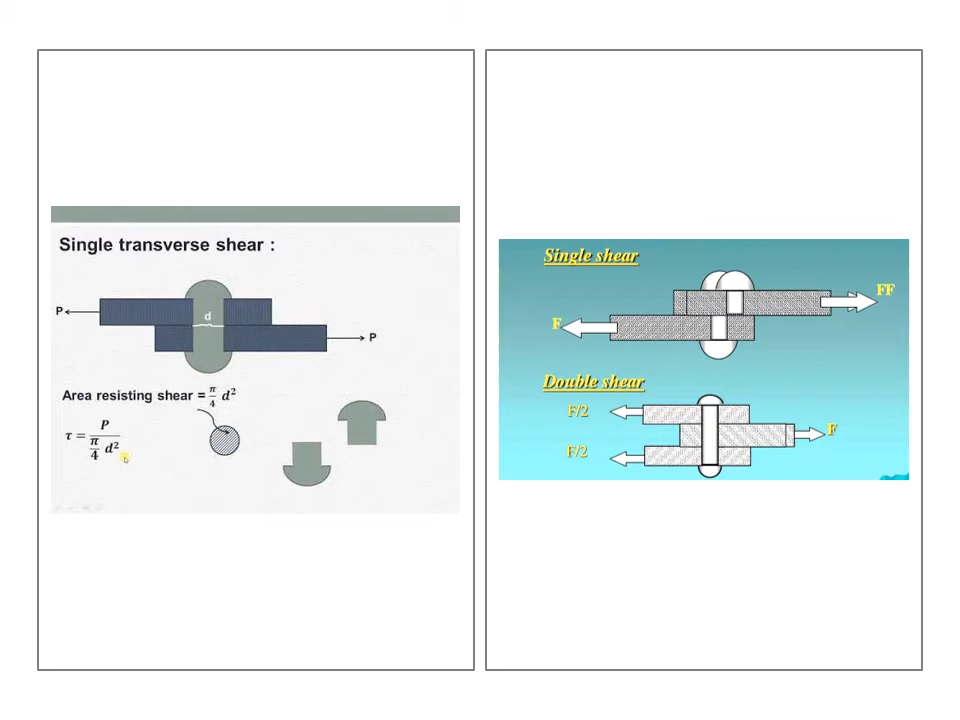 Single transverse shear :
P
d
P
Area resisting shear = π/4 d²
τ = P / (π/4 d²)
Single shear
FF
F
Double shear
F/2
F
F/2